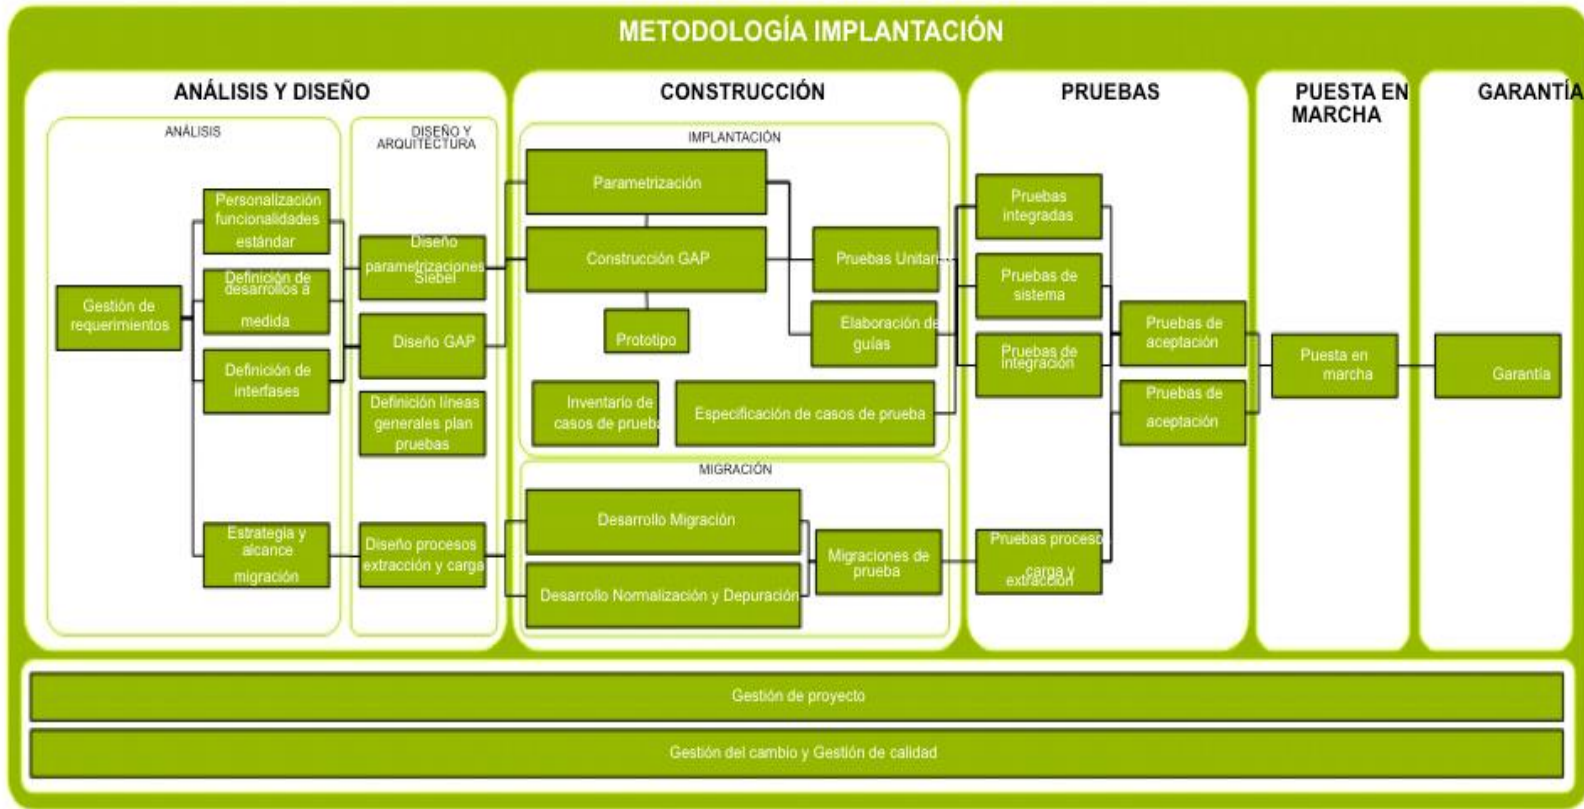 METODOLOGÍA IMPLANTACIÓN
ANÁLISIS Y DISEÑO
ANÁLISIS
Gestión de
requerimientos
Personalización
funcionalidades
estándar
Definición de
desarrollos a
medida
Definición de
interfases
Estrategia y
alcance
migración
DISEÑO Y
ARQUITECTURA
Diseño
parametrizaciones
Siebel
Diseño GAP
Definición líneas
generales plan
pruebas
Diseño procesos
extracción y carga
CONSTRUCCIÓN
IMPLANTACIÓN
Parametrización
Construcción GAP
Prototipo
Pruebas Unitarias
Elaboración de
guías
Inventario de
casos de prueba
Especificación de casos de prueba
MIGRACIÓN
Desarrollo Migración
Desarrollo Normalización y Depuración
Migraciones de
prueba
PRUEBAS
Pruebas
integradas
Pruebas de
sistema
Pruebas de
integración
Pruebas de
aceptación
Pruebas de
aceptación
Pruebas procesos
carga y
extracción
PUESTA EN
MARCHA
Puesta en
marcha
GARANTÍA
Garantía
Gestión de proyecto
Gestión del cambio y Gestión de calidad